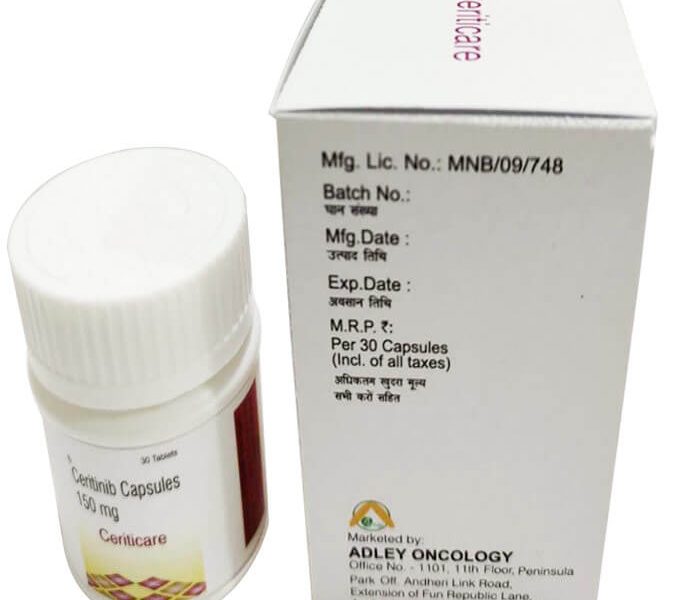 30 Tablets
Ceritinib Capsules
150 mg
Ceriticare
eriticare
Mfg. Lic. No.: MNB/09/748
Batch No.:
घान संख्या
Mfg.Date :
उत्पाद तिथि
Exp.Date :
अवसान तिथि
M.R.P. ₹:
Per 30 Capsules
(Incl. of all taxes)
अधिकतम खुदरा मूल्य
सभी करों सहित
Marketed by:
ADLEY ONCOLOGY
Office No. - 1101, 11th Floor, Peninsula
Park Off. Andheri Link Road,
Extension of Fun Republic Lane,